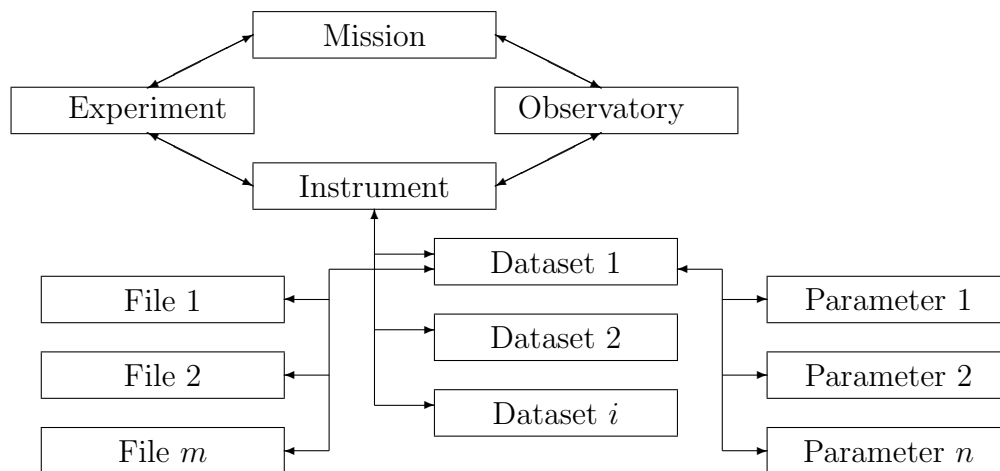 Mission
Experiment
Observatory
Instrument
Dataset 1
File 1
Parameter 1
Dataset 2
File 2
Parameter 2
Dataset i
File m
Parameter n